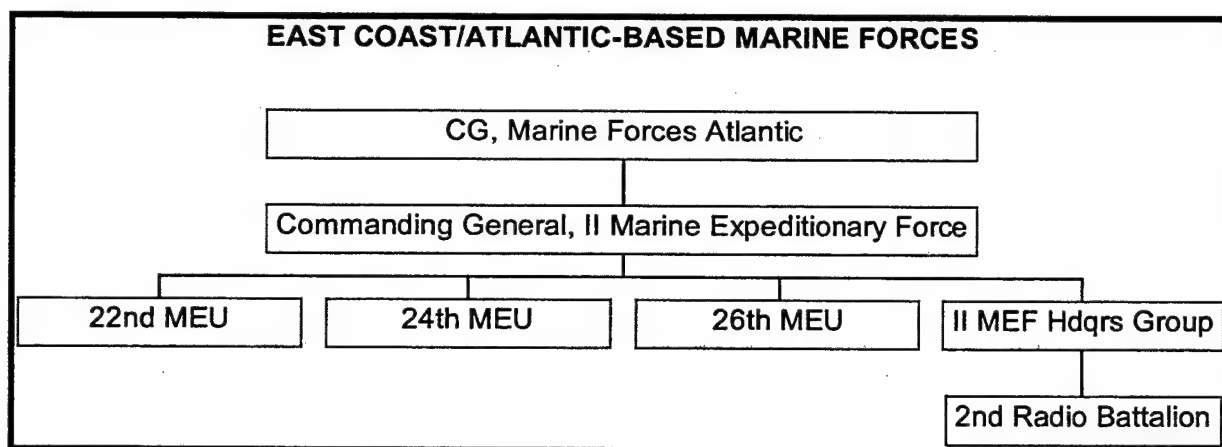 EAST COAST/ATLANTIC-BASED MARINE FORCES
CG, Marine Forces Atlantic
Commanding General, II Marine Expeditionary Force
22nd MEU
24th MEU
26th MEU
II MEF Hdqrs Group
2nd Radio Battalion